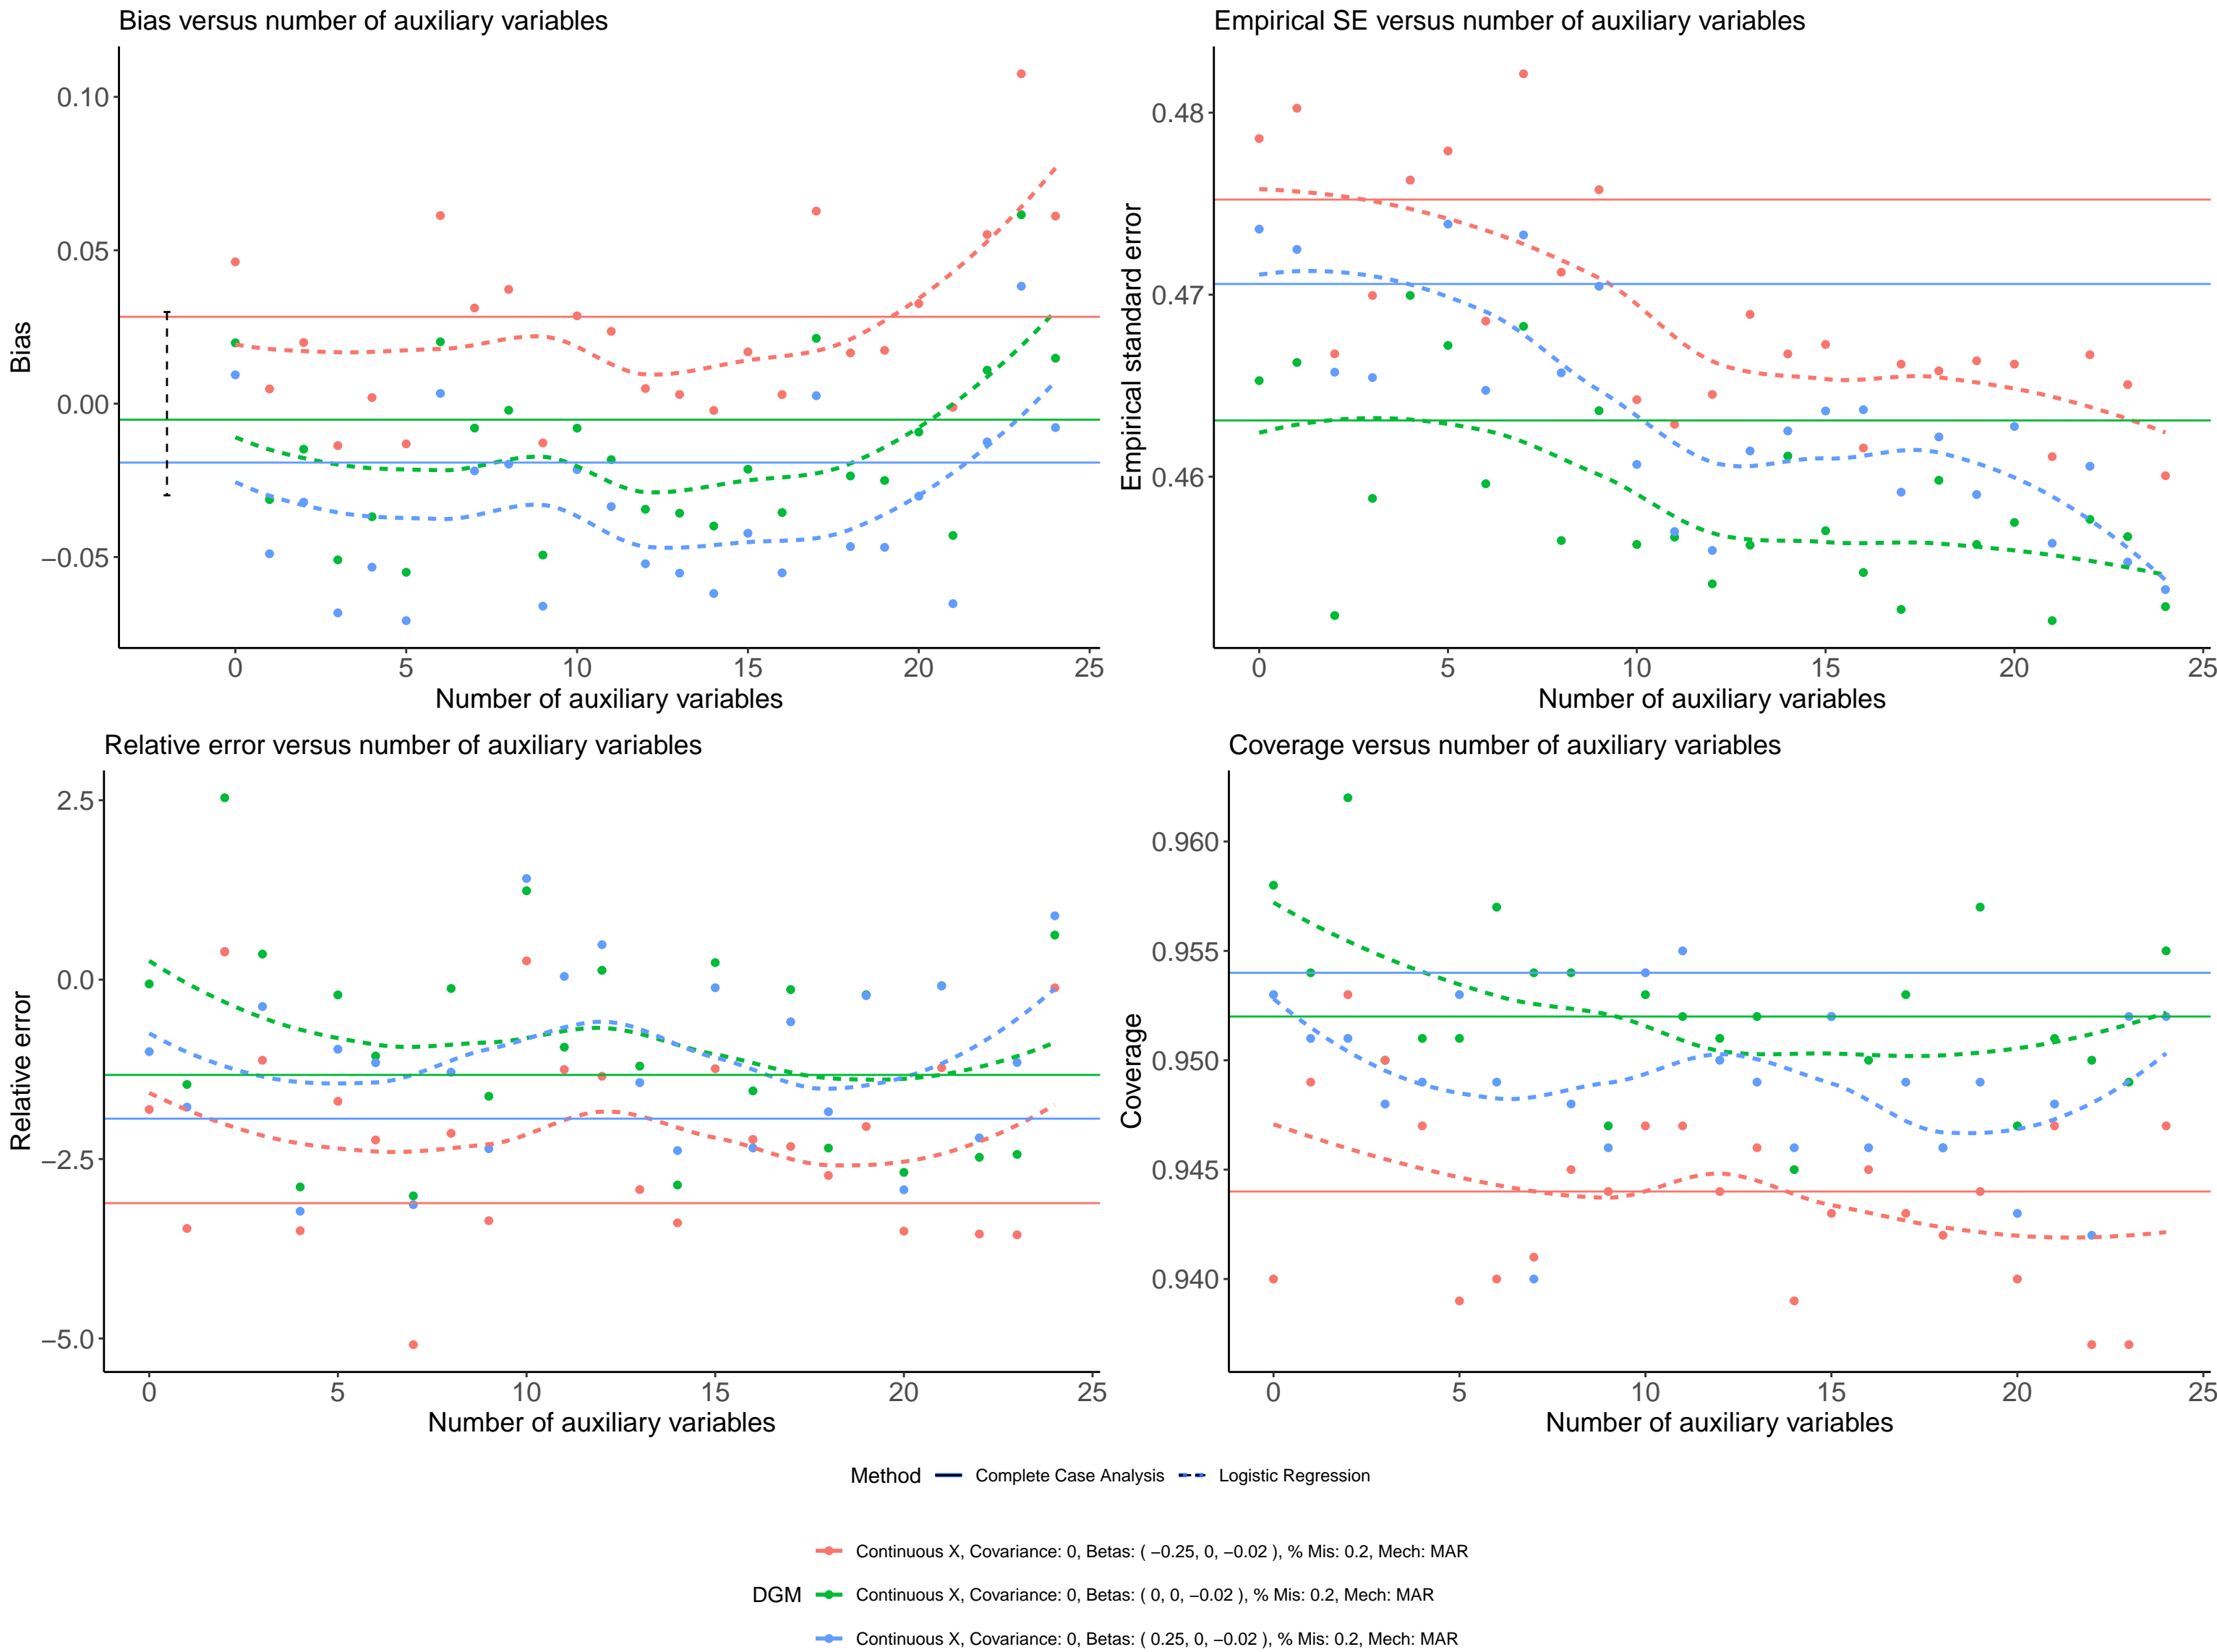 Bias versus number of auxiliary variables
Empirical SE versus number of auxiliary variables
Bias
0.10
0.05
0.00
−0.05
0 5 10 15 20 25
Number of auxiliary variables
Empirical standard error
0.48
0.47
0.46
0 5 10 15 20 25
Number of auxiliary variables
Relative error versus number of auxiliary variables
Coverage versus number of auxiliary variables
Relative error
2.5
0.0
−2.5
−5.0
0 5 10 15 20 25
Number of auxiliary variables
Coverage
0.960
0.955
0.950
0.945
0.940
0 5 10 15 20 25
Number of auxiliary variables
Method Complete Case Analysis Logistic Regression
Continuous X, Covariance: 0, Betas: ( −0.25, 0, −0.02 ), % Mis: 0.2, Mech: MAR
DGM Continuous X, Covariance: 0, Betas: ( 0, 0, −0.02 ), % Mis: 0.2, Mech: MAR
Continuous X, Covariance: 0, Betas: ( 0.25, 0, −0.02 ), % Mis: 0.2, Mech: MAR